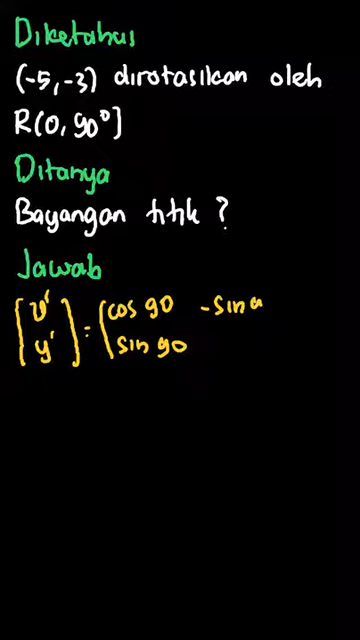 Diketahui
(-5,-3) dirotasikan oleh
R(0, 90°]
Ditanya
Bayangan titik ?
Jawab
[x' y'] = [cos 90 -sin
sin 90